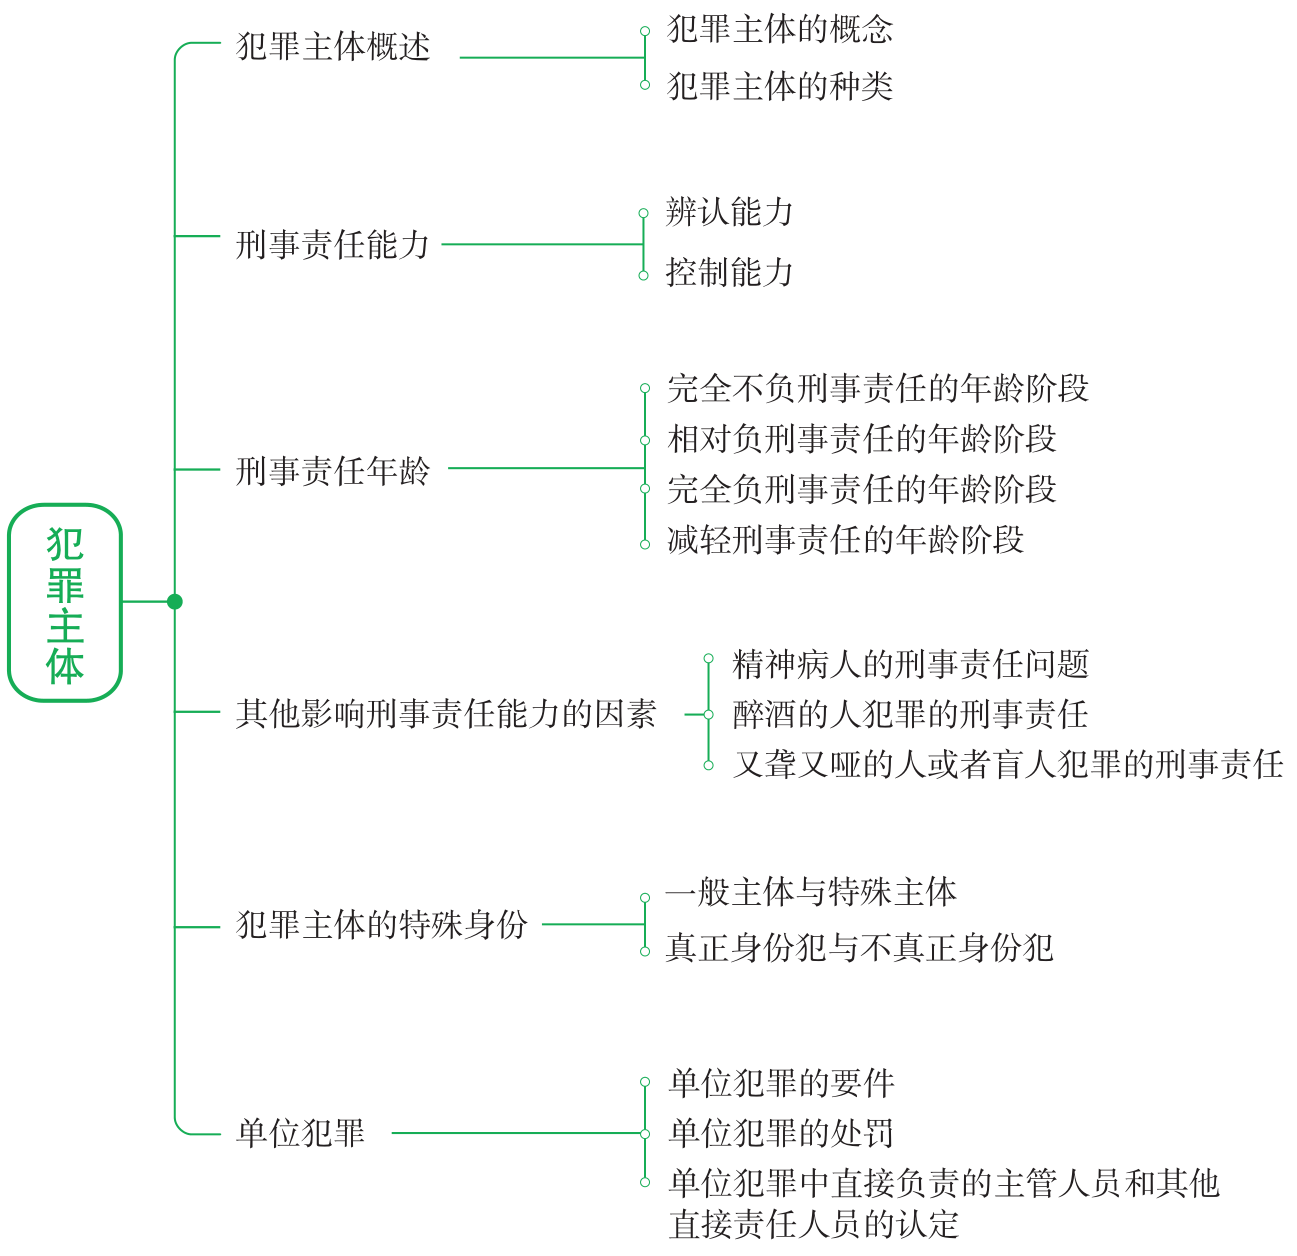 犯罪主体
犯罪主体概述
犯罪主体的概念
犯罪主体的种类
刑事责任能力
辨认能力
控制能力
刑事责任年龄
完全不负刑事责任的年龄阶段
相对负刑事责任的年龄阶段
完全负刑事责任的年龄阶段
减轻刑事责任的年龄阶段
其他影响刑事责任能力的因素
精神病人的刑事责任问题
醉酒的人犯罪的刑事责任
又聋又哑的人或者盲人犯罪的刑事责任
犯罪主体的特殊身份
一般主体与特殊主体
真正身份犯与不真正身份犯
单位犯罪
单位犯罪的要件
单位犯罪的处罚
单位犯罪中直接负责的主管人员和其他
直接责任人员的认定